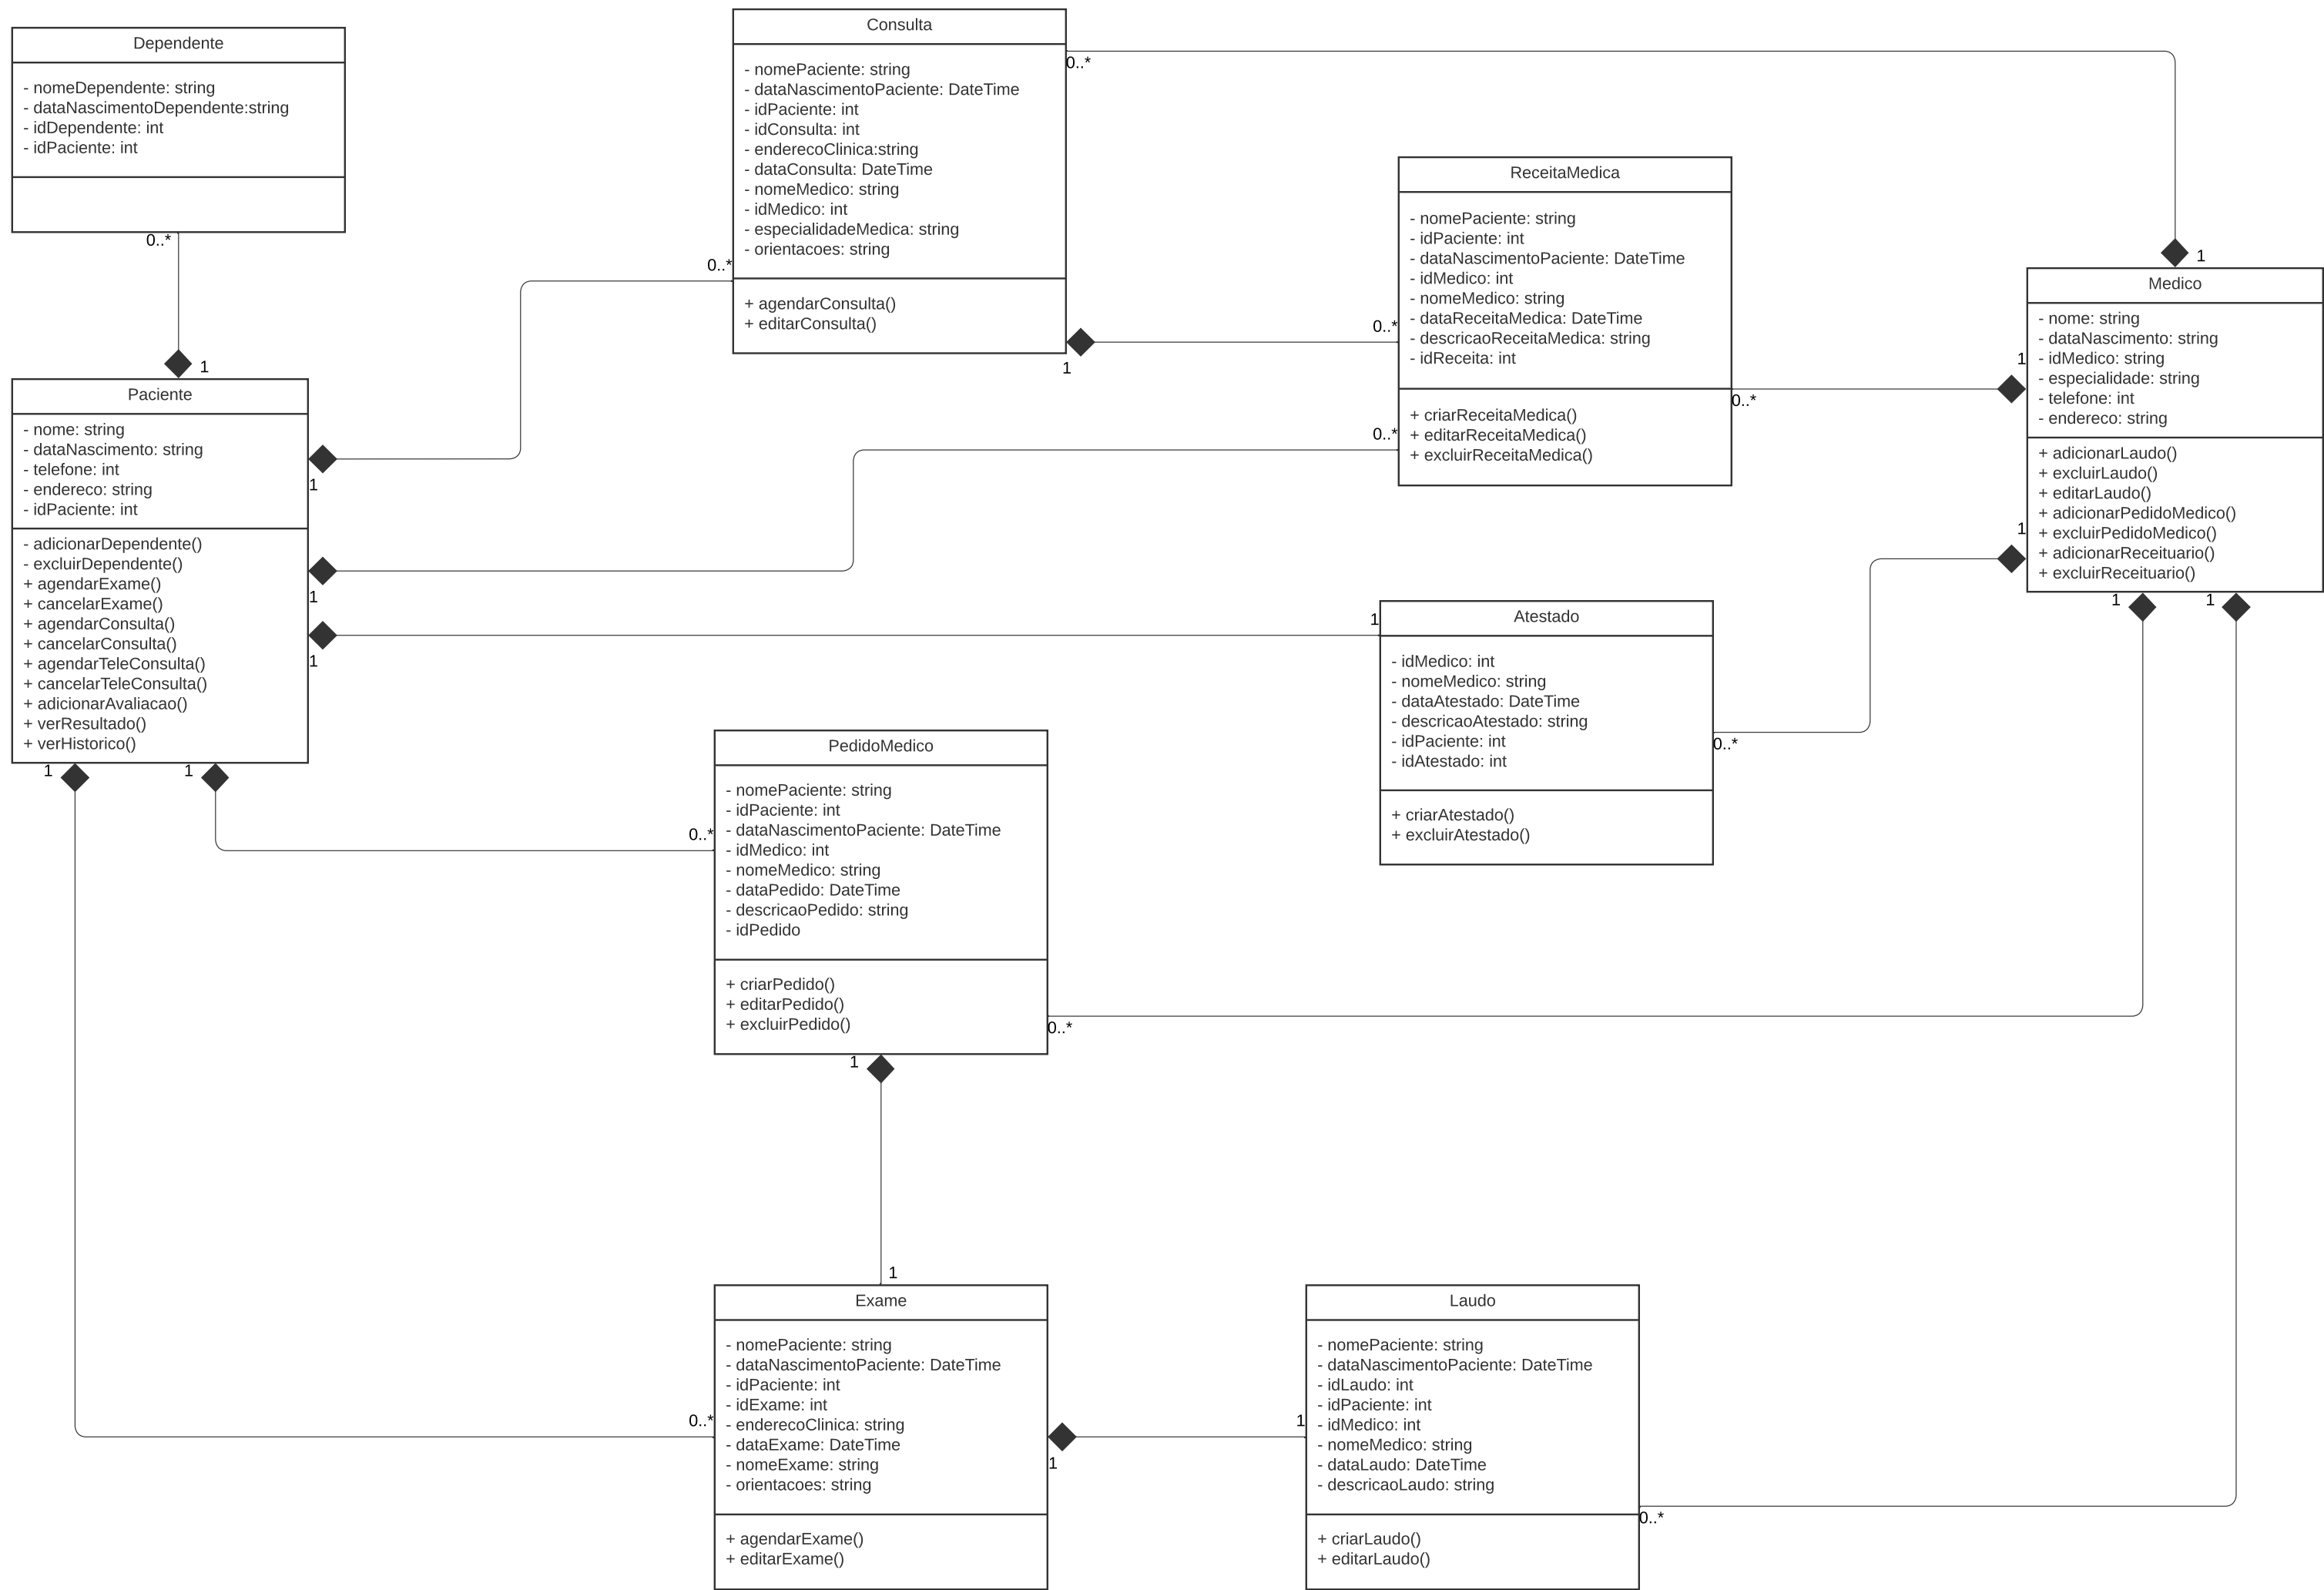 Dependente
- nomeDependente: string
- dataNascimentoDependente:string
- idDependente: int
- idPaciente: int
0..*
1
Paciente
- nome: string
- dataNascimento: string
- telefone: int
- endereco: string
- idPaciente: int
- adicionarDependente()
- excluirDependente()
+ agendarExame()
+ cancelarExame()
+ agendarConsulta()
+ cancelarConsulta()
+ agendarTeleConsulta()
+ cancelarTeleConsulta()
+ adicionarAvaliacao()
+ verResultado()
+ verHistorico()
1
1
1
1
1
Consulta
- nomePaciente: string
- dataNascimentoPaciente: DateTime
- idPaciente: int
- idConsulta: int
- enderecoClinica:string
- dataConsulta: DateTime
- nomeMedico: string
- idMedico: int
- especialidadeMedica: string
- orientacoes: string
+ agendarConsulta()
+ editarConsulta()
0..*
0..*
1
ReceitaMedica
- nomePaciente: string
- idPaciente: int
- dataNascimentoPaciente: DateTime
- idMedico: int
- nomeMedico: string
- dataReceitaMedica: DateTime
- descricaoReceitaMedica: string
- idReceita: int
+ criarReceitaMedica()
+ editarReceitaMedica()
+ excluirReceitaMedica()
0..*
0..*
0..*
Medico
- nome: string
- dataNascimento: string
- idMedico: string
- especialidade: string
- telefone: int
- endereco: string
+ adicionarLaudo()
+ excluirLaudo()
+ editarLaudo()
+ adicionarPedidoMedico()
+ excluirPedidoMedico()
+ adicionarReceituario()
+ excluirReceituario()
1
1
1
1
1
Atestado
- idMedico: int
- nomeMedico: string
- dataAtestado: DateTime
- descricaoAtestado: string
- idPaciente: int
- idAtestado: int
+ criarAtestado()
+ excluirAtestado()
1
0..*
PedidoMedico
- nomePaciente: string
- idPaciente: int
- dataNascimentoPaciente: DateTime
- idMedico: int
- nomeMedico: string
- dataPedido: DateTime
- descricaoPedido: string
- idPedido
+ criarPedido()
+ editarPedido()
+ excluirPedido()
0..*
0..*
1
1
Exame
- nomePaciente: string
- dataNascimentoPaciente: DateTime
- idPaciente: int
- idExame: int
- enderecoClinica: string
- dataExame: DateTime
- nomeExame: string
- orientacoes: string
+ agendarExame()
+ editarExame()
0..*
1
1
Laudo
- nomePaciente: string
- dataNascimentoPaciente: DateTime
- idLaudo: int
- idPaciente: int
- idMedico: int
- nomeMedico: string
- dataLaudo: DateTime
- descricaoLaudo: string
+ criarLaudo()
+ editarLaudo()
0..*